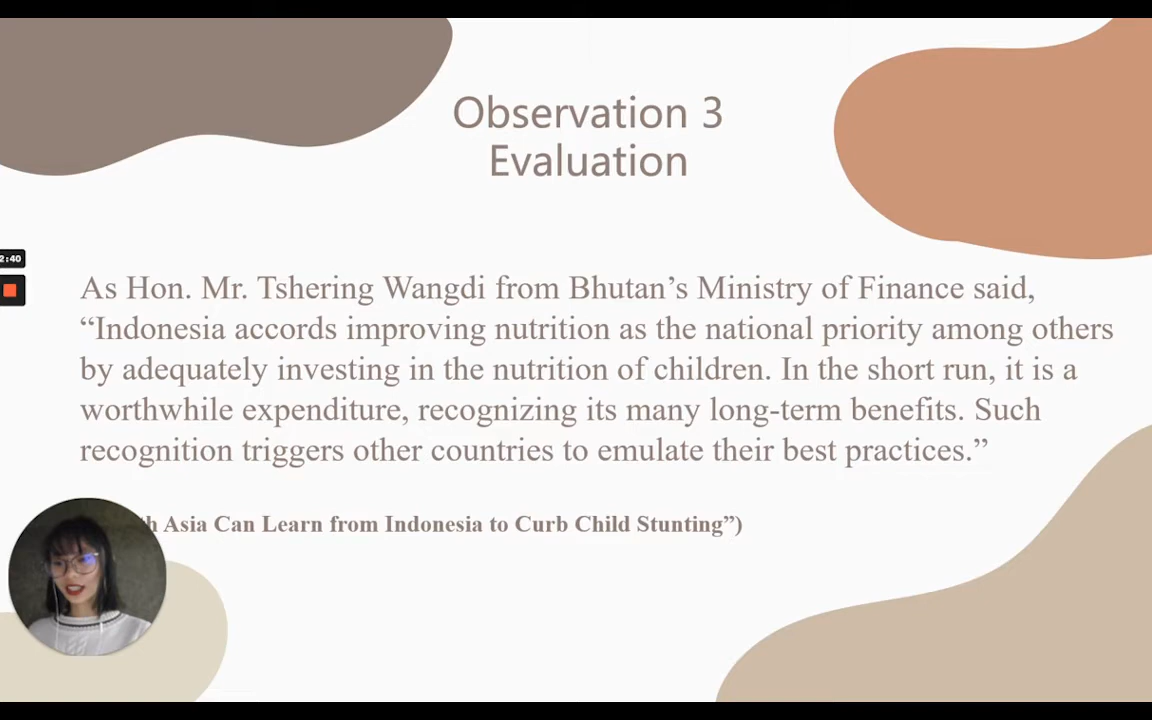 Observation 3
Evaluation
2:40
As Hon. Mr. Tshering Wangdi from Bhutan’s Ministry of Finance said,
“Indonesia accords improving nutrition as the national priority among others
by adequately investing in the nutrition of children. In the short run, it is a
worthwhile expenditure, recognizing its many long-term benefits. Such
recognition triggers other countries to emulate their best practices.”
Asia Can Learn from Indonesia to Curb Child Stunting”)